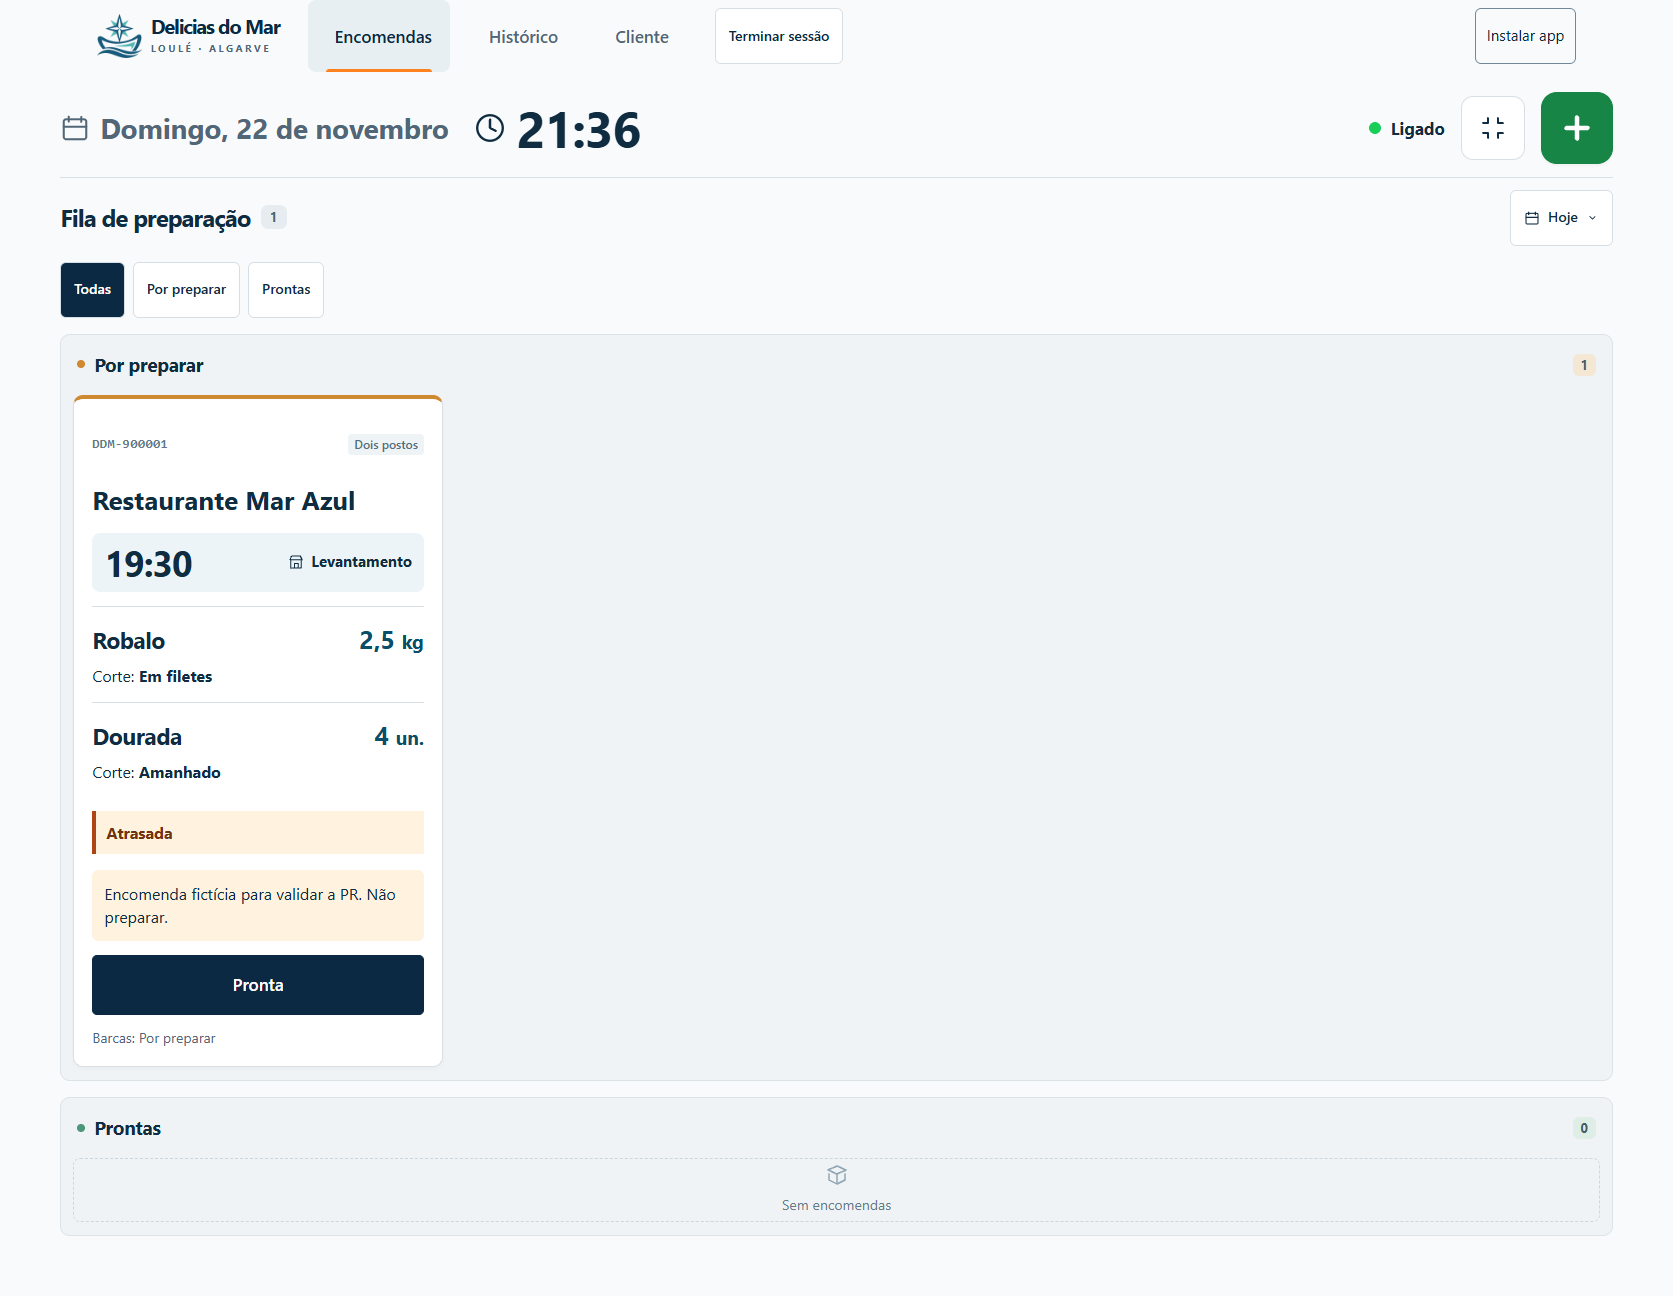 Delicias do Mar
LOULÉ · ALGARVE
Encomendas
Histórico
Cliente
Terminar sessão
Instalar app
Domingo, 22 de novembro
21:36
Ligado
Fila de preparação 1
Hoje
Todas
Por preparar
Prontas
Por preparar
1
DDM-900001
Dois postos
Restaurante Mar Azul
19:30
Levantamento
Robalo
2,5 kg
Corte: Em filetes
Dourada
4 un.
Corte: Amanhado
Atrasada
Encomenda fictícia para validar a PR. Não
preparar.
Pronta
Barcas: Por preparar
Prontas
0
Sem encomendas